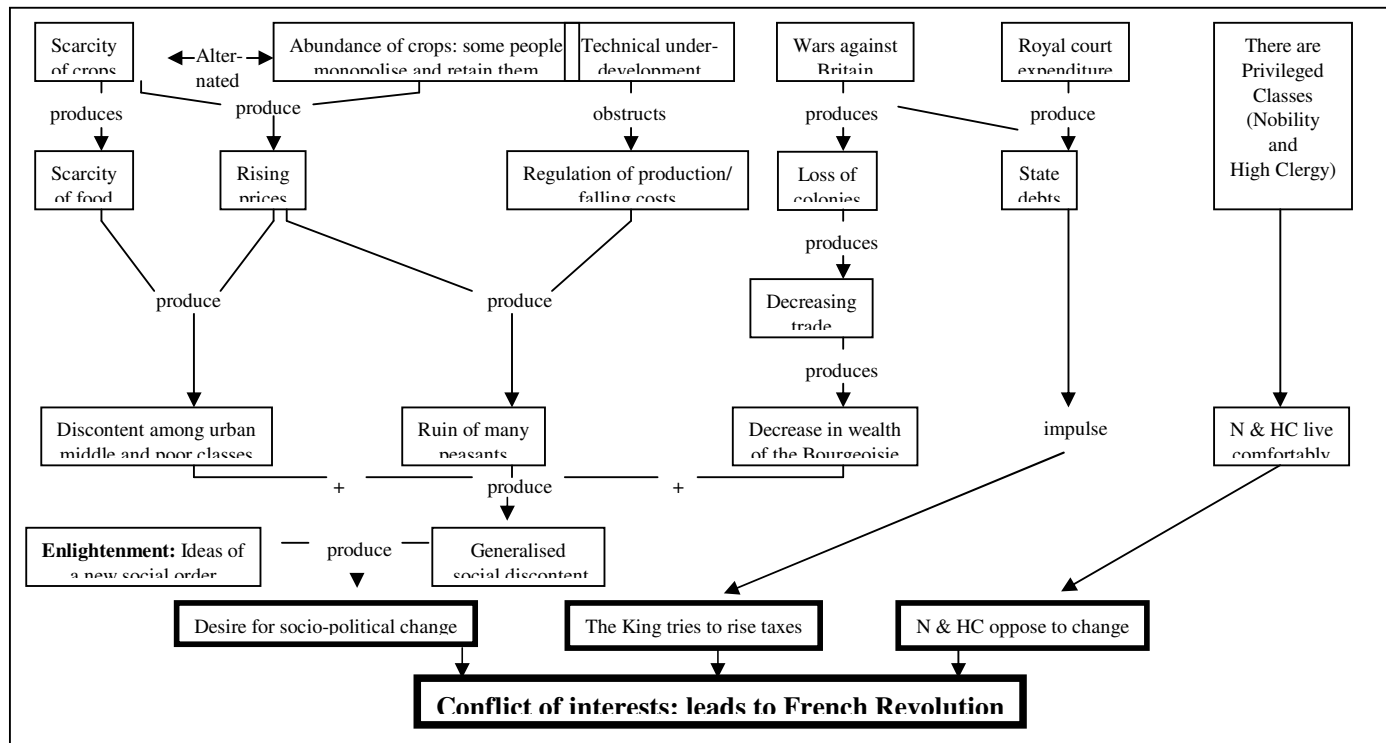 Scarcity
of crops
Alter-
nated
Abundance of crops: some people
monopolise and retain them
Technical under-
development
Wars against
Britain
Royal court
expenditure
There are
Privileged
Classes
(Nobility
and
High Clergy)
produces
produce
obstructs
produces
produce
Scarcity
of food
Rising
prices
Regulation of production/
falling costs
Loss of
colonies
State
debts
produces
produce
produce
Decreasing
trade
produces
Discontent among urban
middle and poor classes
Ruin of many
peasants
Decrease in wealth
of the Bourgeoisie
impulse
N & HC live
comfortably
+
produce
+
Enlightenment: Ideas of
a new social order
produce
Generalised
social discontent
Desire for socio-political change
The King tries to rise taxes
N & HC oppose to change
Conflict of interests: leads to French Revolution